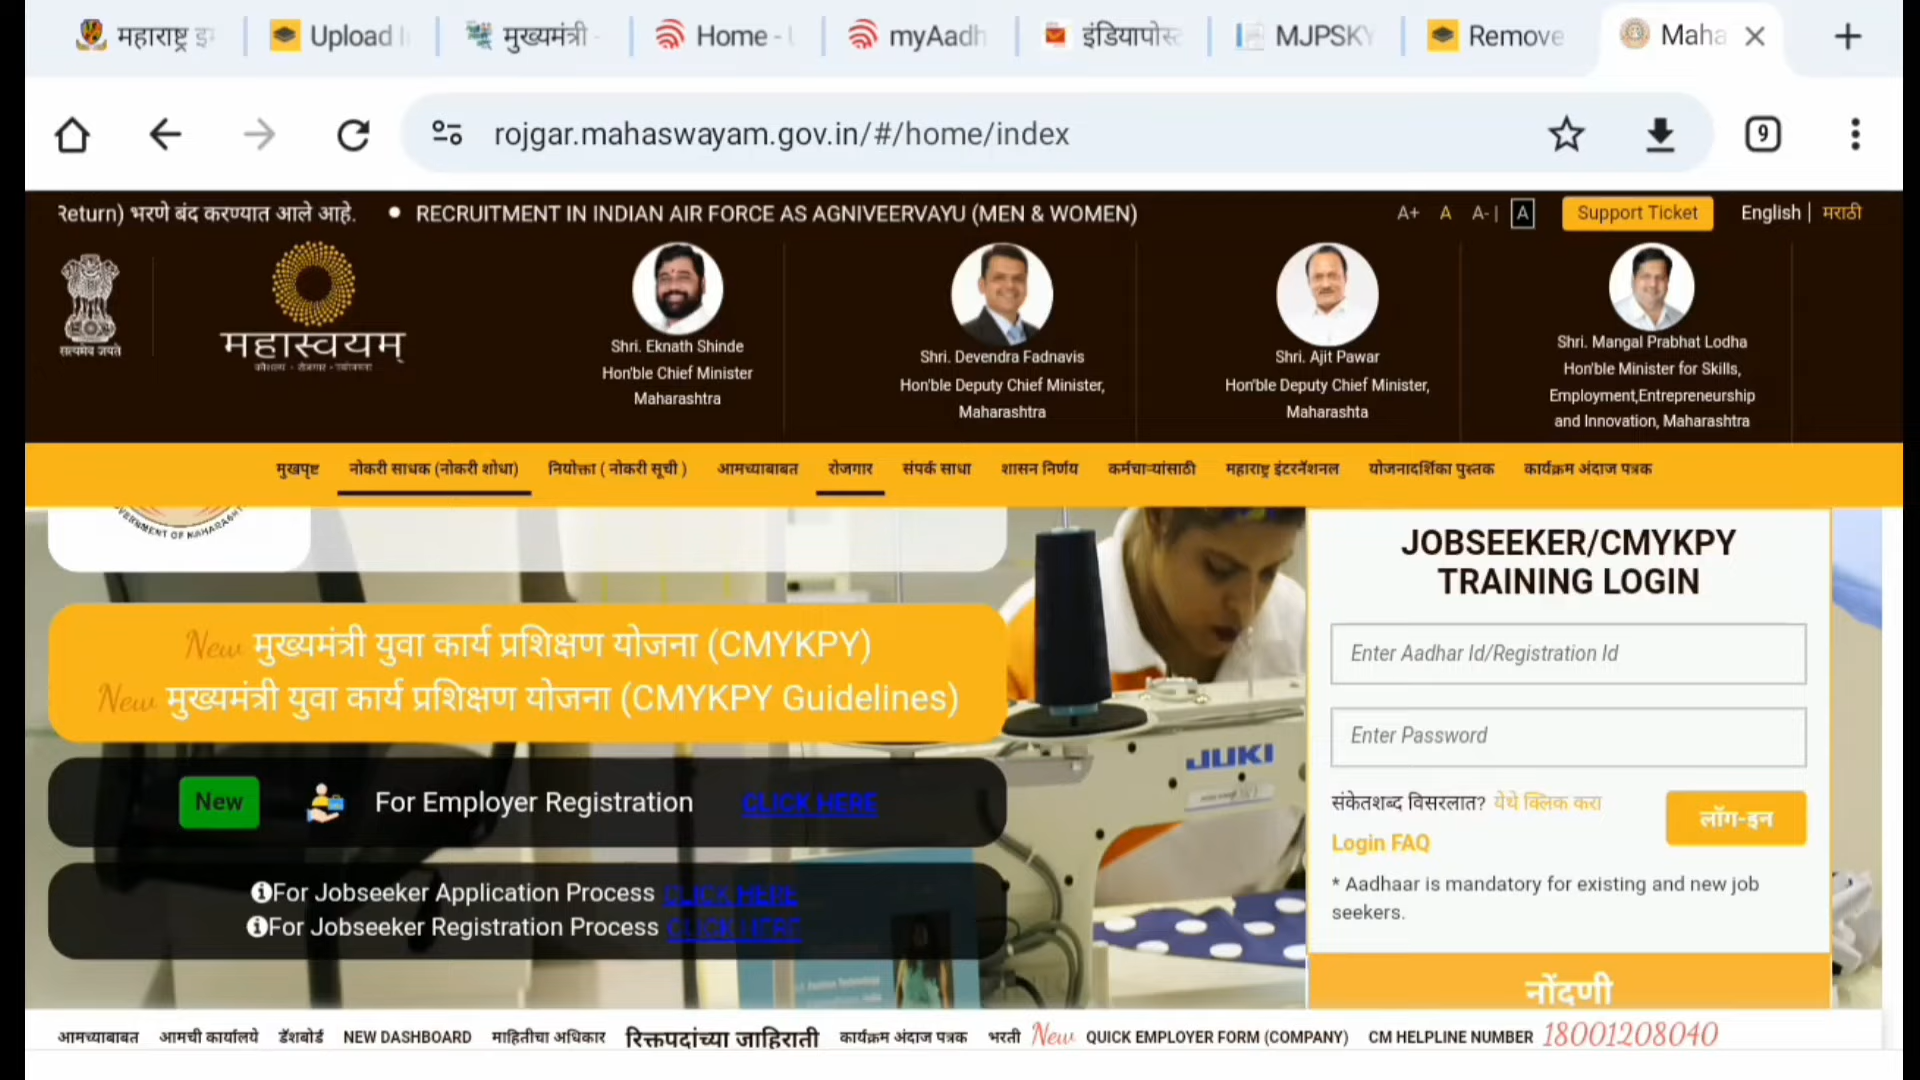 महाराष्ट्र
Upload
मुख्यमंत्री -
Home -
myAadh
इंडियापोस्ट
MJPSKY
Remove
Maha
rojgar.mahaswayam.gov.in/#/home/index
9
Return) भरणे बंद करण्यात आले आहे.
RECRUITMENT IN INDIAN AIR FORCE AS AGNIVEERVAYU (MEN & WOMEN)
A+ A A- | A
Support Ticket
English | मराठी
सत्यमेव जयते
महास्वयम्
Shri. Eknath Shinde
Hon'ble Chief Minister
Maharashtra
Shri. Devendra Fadnavis
Hon'ble Deputy Chief Minister,
Maharashtra
Shri. Ajit Pawar
Hon'ble Deputy Chief Minister,
Maharashta
Shri. Mangal Prabhat Lodha
Hon'ble Minister for Skills,
Employment,Entrepreneurship
and Innovation, Maharashtra
मुखपृष्ट नोकरी साधक (नोकरी शोधा) नियोक्ता ( नोकरी सूची ) आमच्याबाबत रोजगार संपर्क साधा शासन निर्णय कर्मचाऱ्यांसाठी महाराष्ट्र इंटरनॅशनल योजनादर्शिका पुस्तक कार्यक्रम अंदाज पत्रक
GOVERNMENT OF MAHARASHT
New मुख्यमंत्री युवा कार्य प्रशिक्षण योजना (CMYKPY)
New मुख्यमंत्री युवा कार्य प्रशिक्षण योजना (CMYKPY Guidelines)
New For Employer Registration CLICK HERE
For Jobseeker Application Process CLICK HERE
For Jobseeker Registration Process CLICK HERE
JUKI
JOBSEEKER/CMYKPY
TRAINING LOGIN
Enter Aadhar Id/Registration Id
Enter Password
संकेतशब्द विसरलात? येथे क्लिक करा
लॉग-इन
Login FAQ
* Aadhaar is mandatory for existing and new job
seekers.
नोंदणी
आमच्याबाबत आमची कार्यालये डॅशबोर्ड NEW DASHBOARD माहितीचा अधिकार रिक्तपदांच्या जाहिराती कार्यक्रम अंदाज पत्रक भरती New QUICK EMPLOYER FORM (COMPANY) CM HELPLINE NUMBER 18001208040